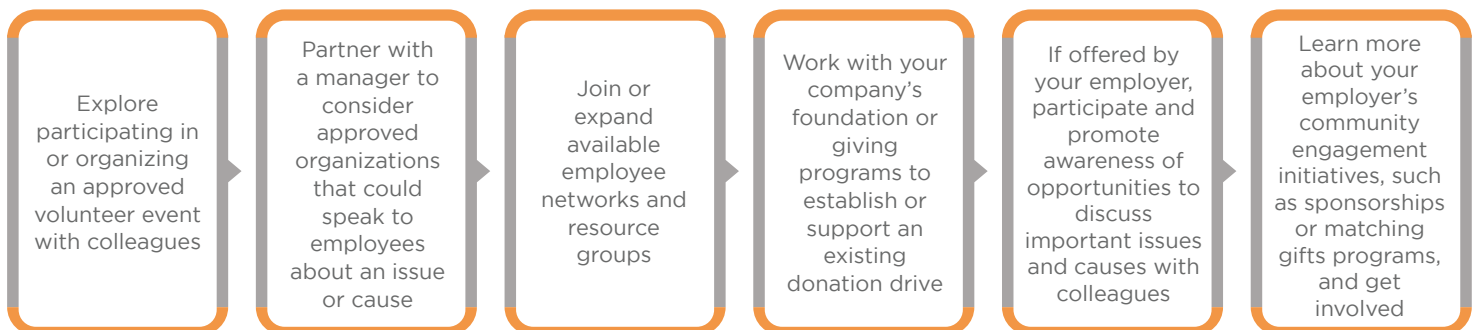 Explore
participating in
or organizing
an approved
volunteer event
with colleagues
Partner with
a manager to
consider
approved
organizations
that could
speak to
employees
about an issue
or cause
Join or
expand
available
employee
networks and
resource
groups
Work with your
company’s
foundation or
giving
programs to
establish or
support an
existing
donation drive
If offered by
your employer,
participate and
promote
awareness of
opportunities to
discuss
important issues
and causes with
colleagues
Learn more
about your
employer’s
community
engagement
initiatives, such
as sponsorships
or matching
gifts programs,
and get
involved